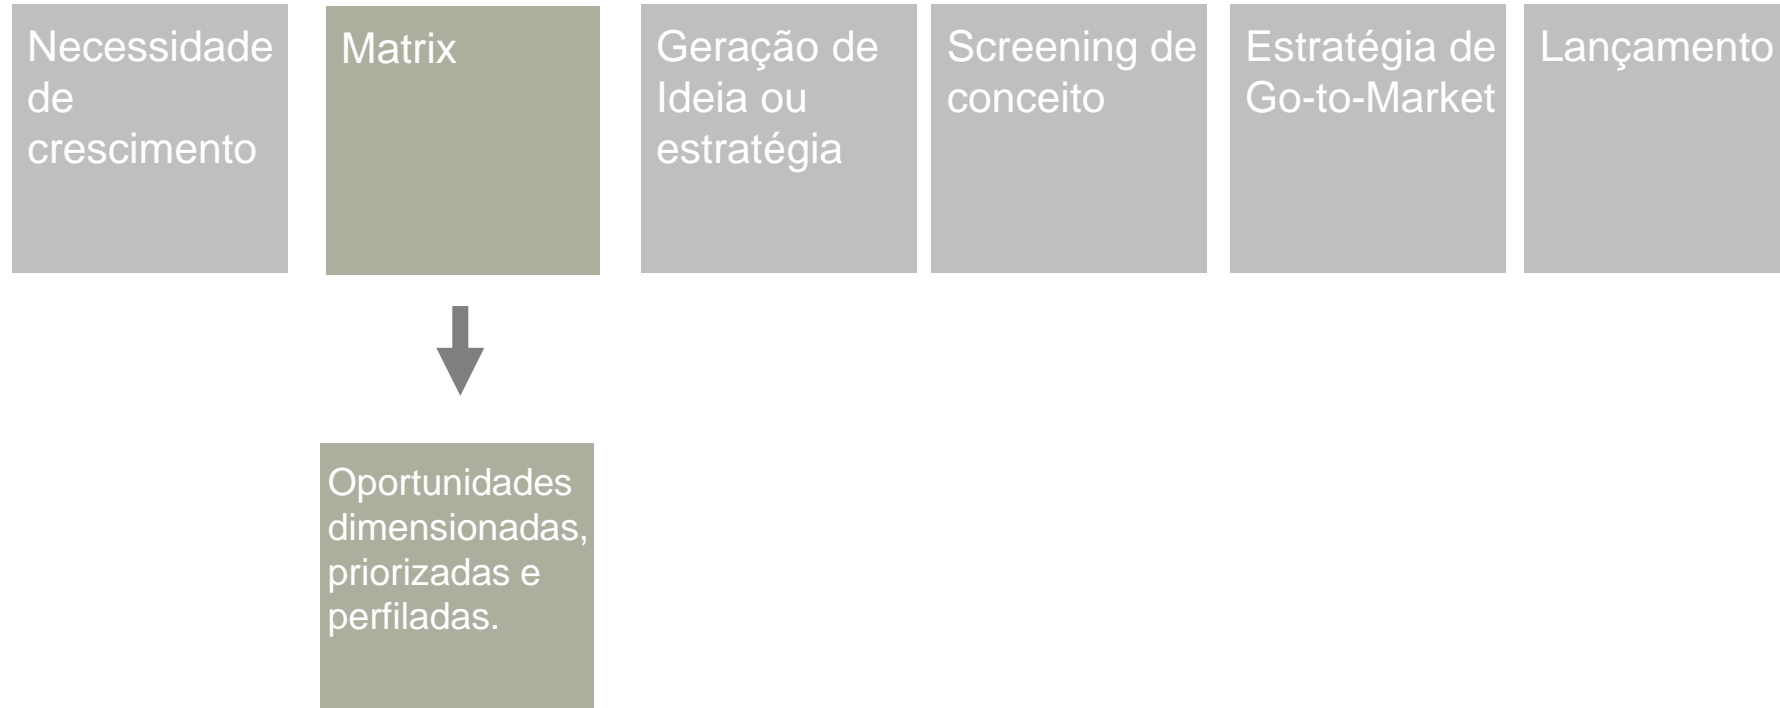 Necessidade
de
crescimento
Matrix
Geração de
Ideia ou
estratégia
Screening de
conceito
Estratégia de
Go-to-Market
Lançamento
Oportunidades
dimensionadas,
priorizadas e
perfiladas.